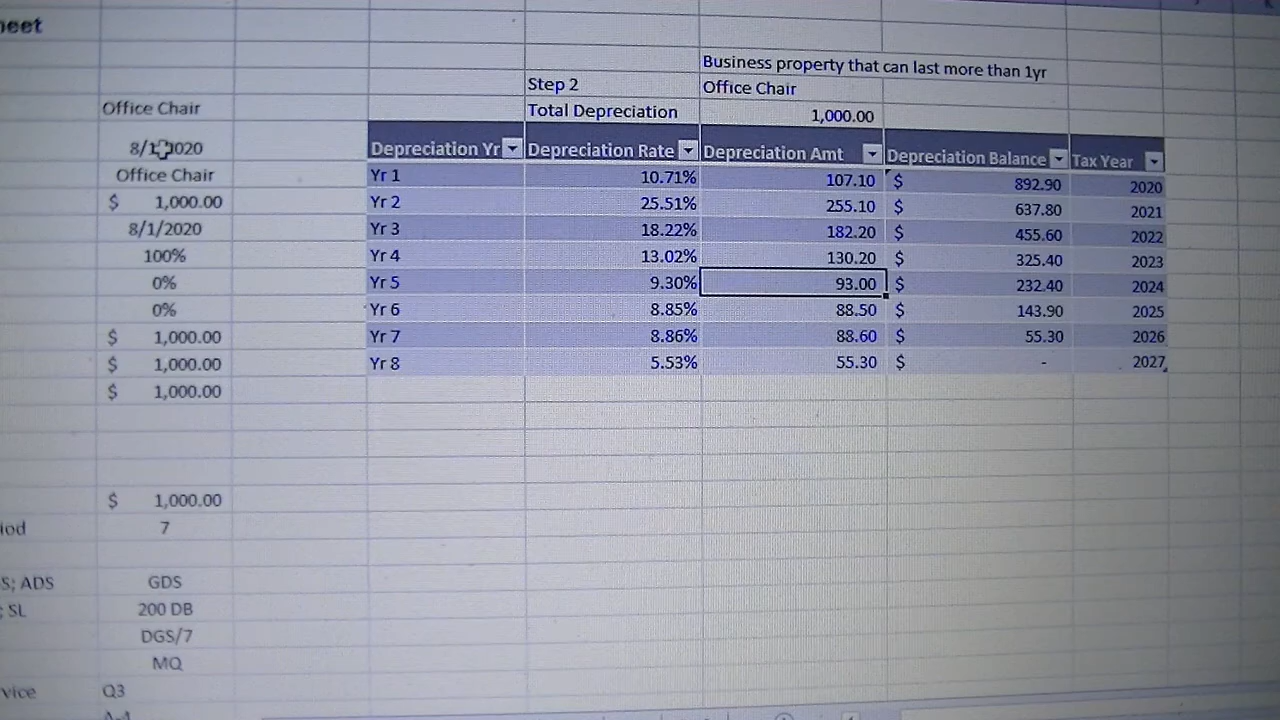 heet
Business property that can last more than 1yr
Step 2 Office Chair
Office Chair Total Depreciation 1,000.00
8/1/2020 Depreciation Yr Depreciation Rate Depreciation Amt Depreciation Balance Tax Year
Office Chair Yr 1 10.71% 107.10 $ 892.90 2020
$ 1,000.00 Yr 2 25.51% 255.10 $ 637.80 2021
8/1/2020 Yr 3 18.22% 182.20 $ 455.60 2022
100% Yr 4 13.02% 130.20 $ 325.40 2023
0% Yr 5 9.30% 93.00 $ 232.40 2024
0% Yr 6 8.85% 88.50 $ 143.90 2025
$ 1,000.00 Yr 7 8.86% 88.60 $ 55.30 2026
$ 1,000.00 Yr 8 5.53% 55.30 $ - 2027
$ 1,000.00
$ 1,000.00
iod 7
S; ADS GDS
; SL 200 DB
DGS/7
MQ
vice Q3